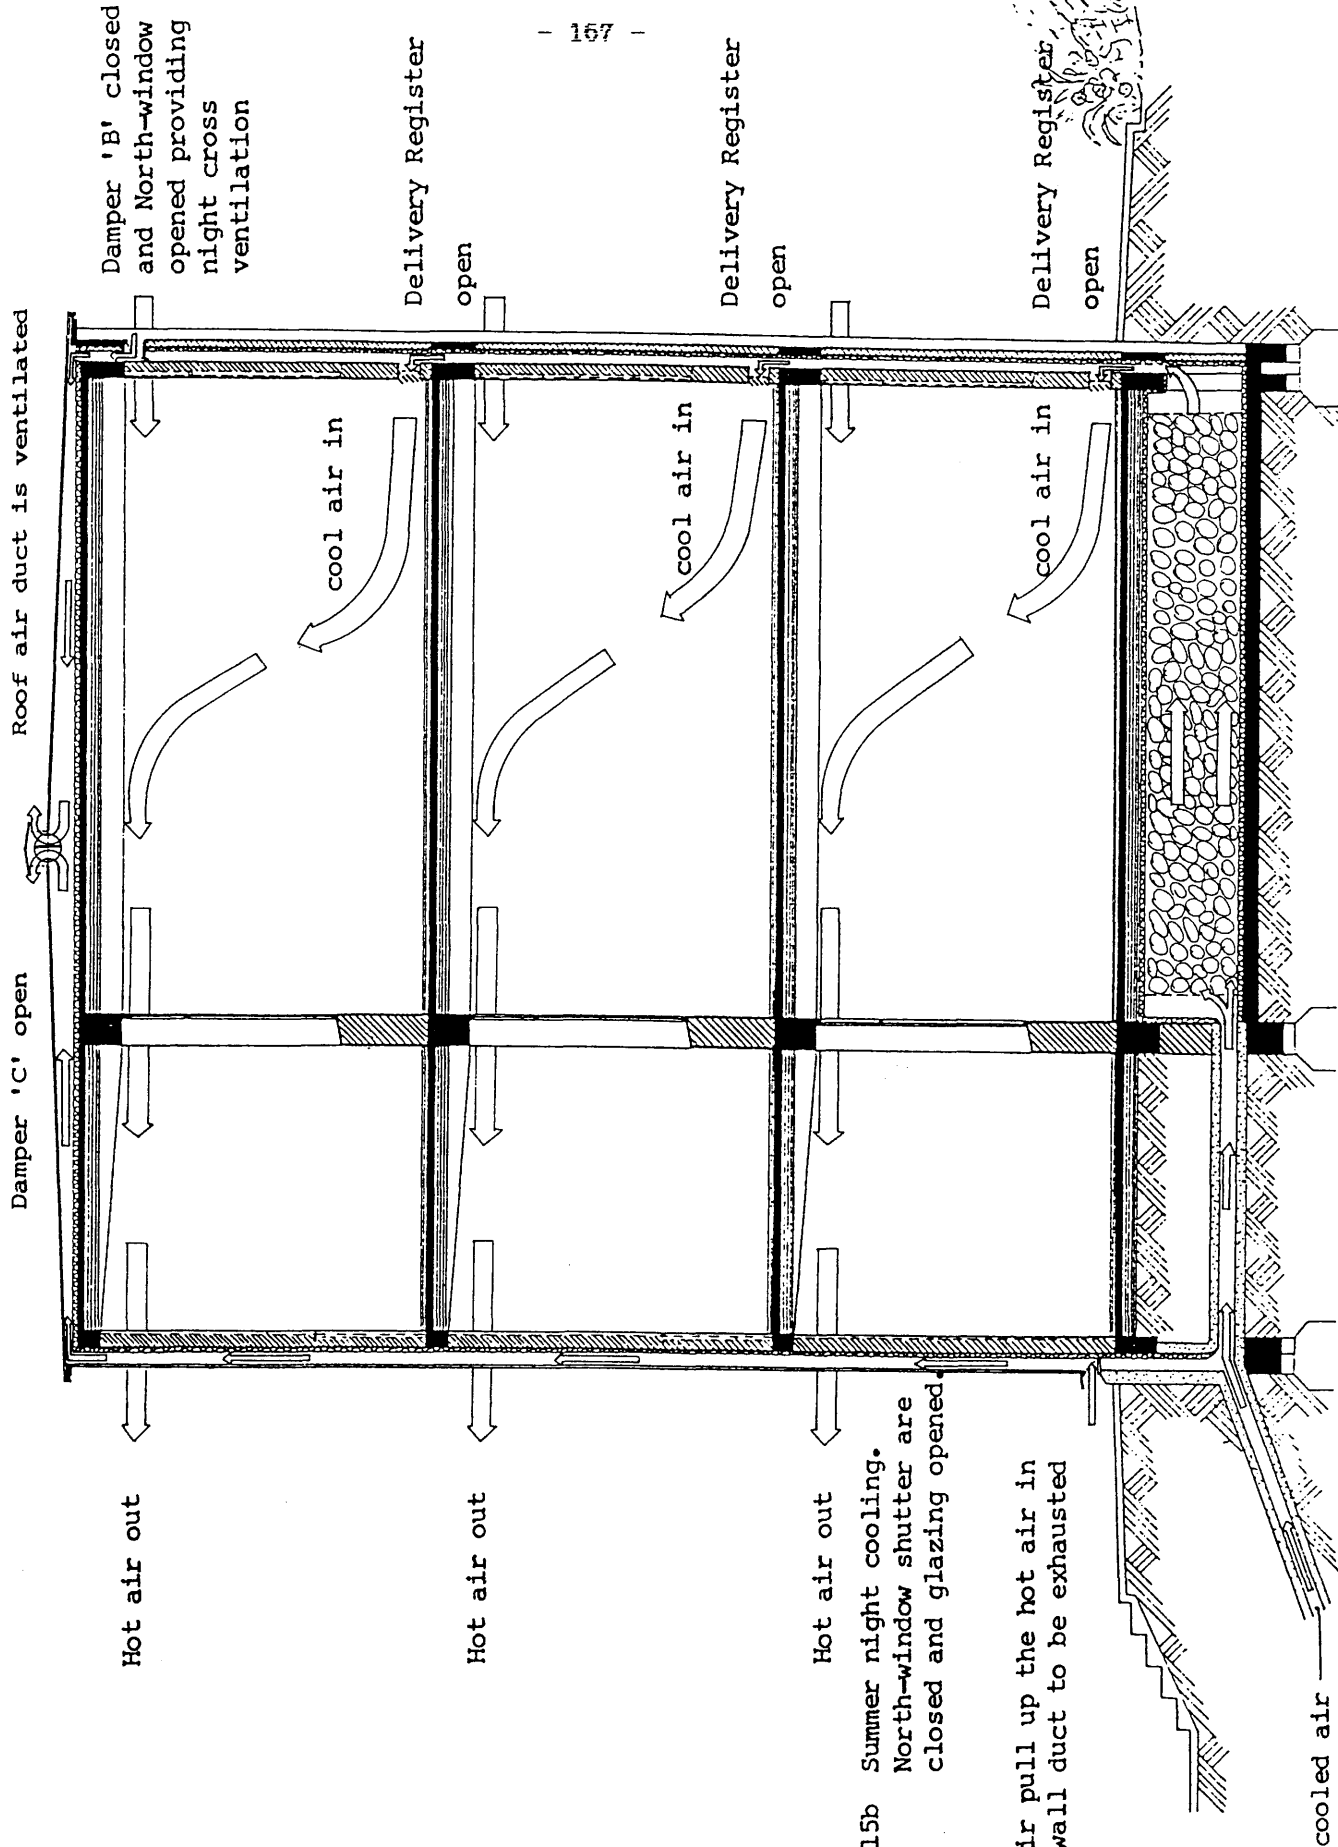 - 167 -
Roof air duct is ventilated
Damper 'C' open
Damper 'B' closed
and North-window
opened providing
night cross
ventilation
Delivery Register
open
Delivery Register
open
Delivery Register
open
cool air in
cool air in
cool air in
Hot air out
Hot air out
Hot air out
15b Summer night cooling.
North-window shutter are
closed and glazing opened.
ir pull up the hot air in
wall duct to be exhausted
cooled air